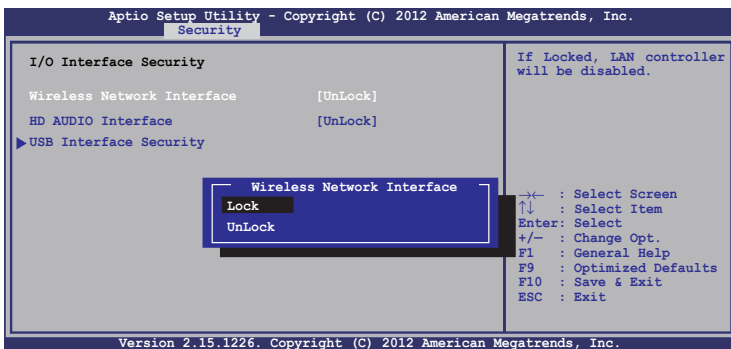 Aptio Setup Utility - Copyright (C) 2012 American Megatrends, Inc.
Security
I/O Interface Security
Wireless Network Interface [UnLock]
HD AUDIO Interface [UnLock]
USB Interface Security
Wireless Network Interface
Lock
UnLock
If Locked, LAN controller
will be disabled.
→← : Select Screen
↑↓ : Select Item
Enter: Select
+/— : Change Opt.
F1 : General Help
F9 : Optimized Defaults
F10 : Save & Exit
ESC : Exit
Version 2.15.1226. Copyright (C) 2012 American Megatrends, Inc.